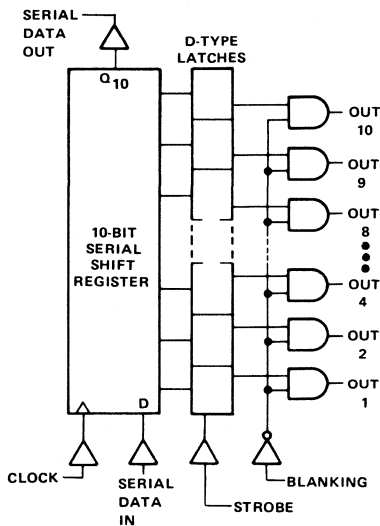 SERIAL
DATA
OUT
D-TYPE
LATCHES
Q10
OUT
10
OUT
9
OUT
8
10-BIT
SERIAL
SHIFT
REGISTER
OUT
4
OUT
2
OUT
1
D
CLOCK
SERIAL
DATA
IN
STROBE
BLANKING